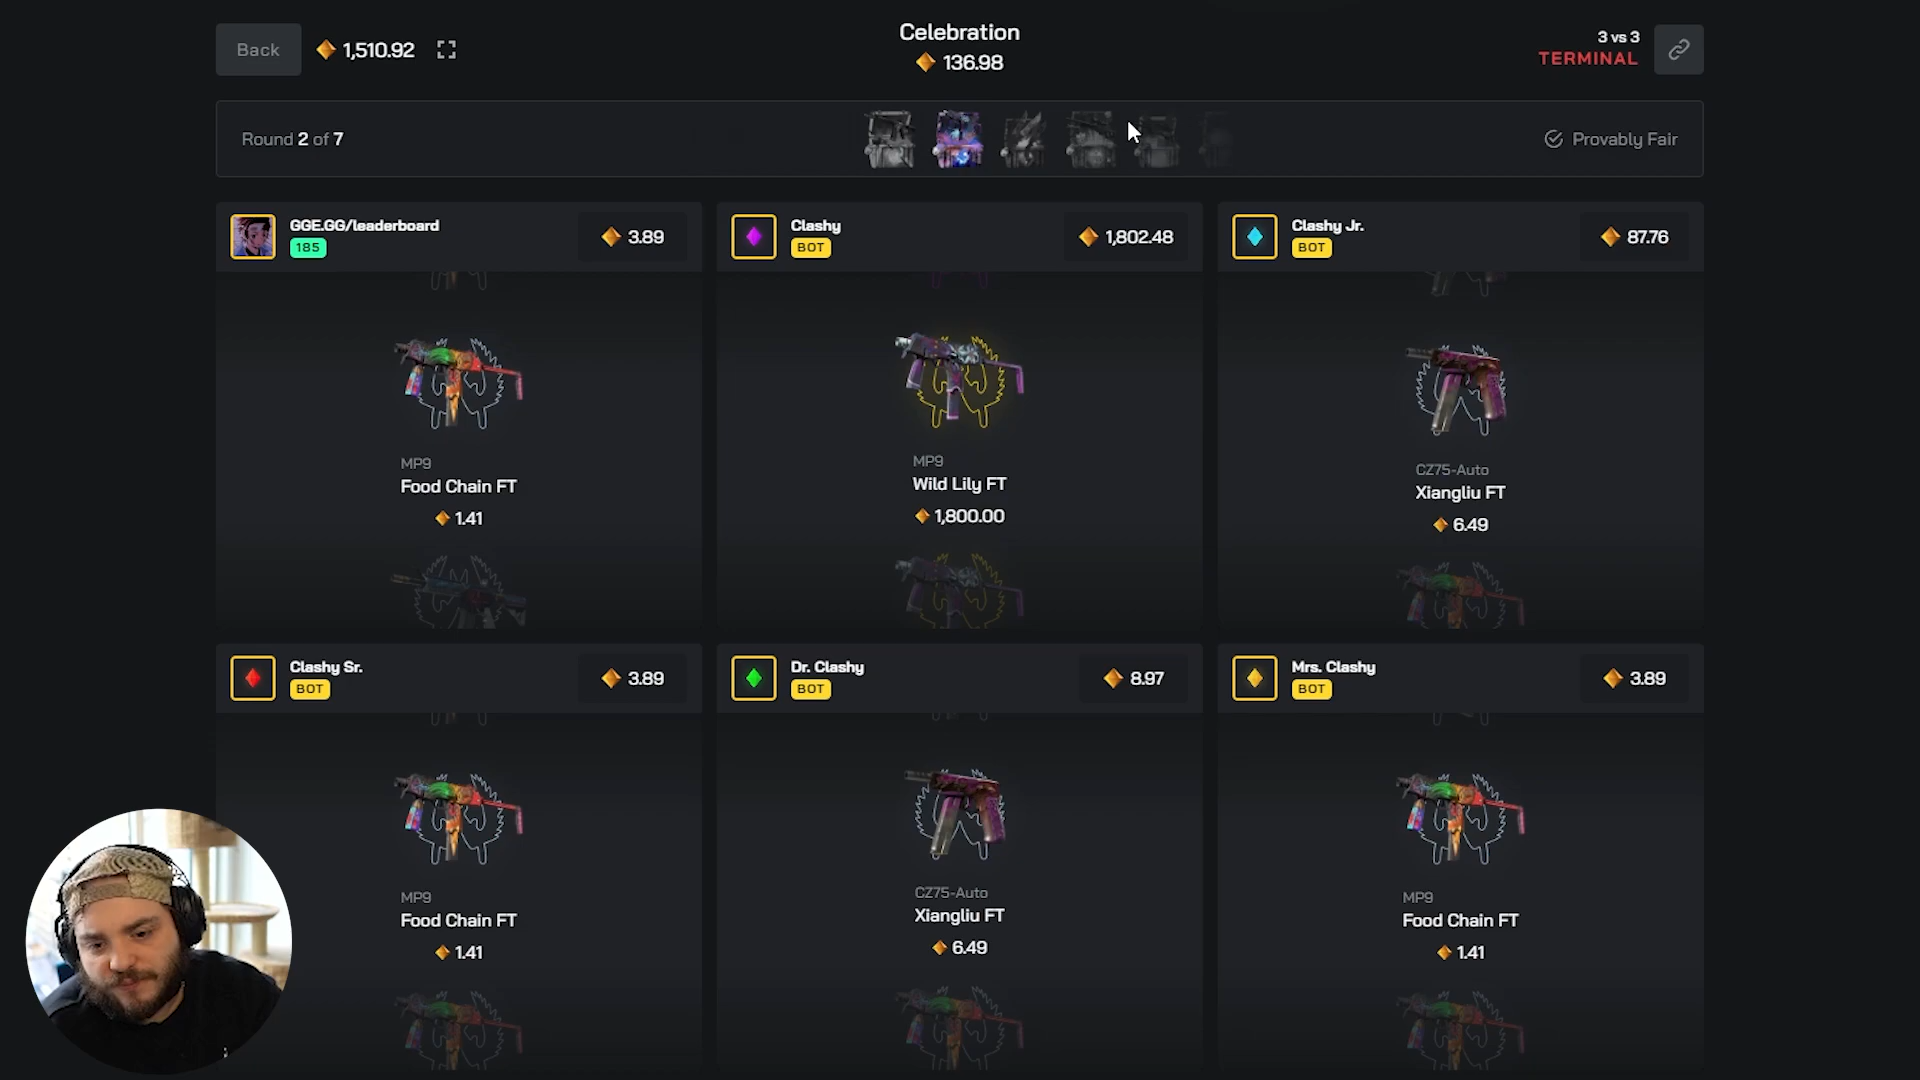 Back
1,510.92
Celebration
136.98
3 vs 3
TERMINAL
Round 2 of 7
Provably Fair
GGE.GG/leaderboard
185
3.89
Clashy
BOT
1,802.48
Clashy Jr.
BOT
87.76
MP9
Food Chain FT
1.41
MP9
Wild Lily FT
1,800.00
CZ75-Auto
Xiangliu FT
6.49
Clashy Sr.
BOT
3.89
Dr. Clashy
BOT
8.97
Mrs. Clashy
BOT
3.89
MP9
Food Chain FT
1.41
CZ75-Auto
Xiangliu FT
6.49
MP9
Food Chain FT
1.41